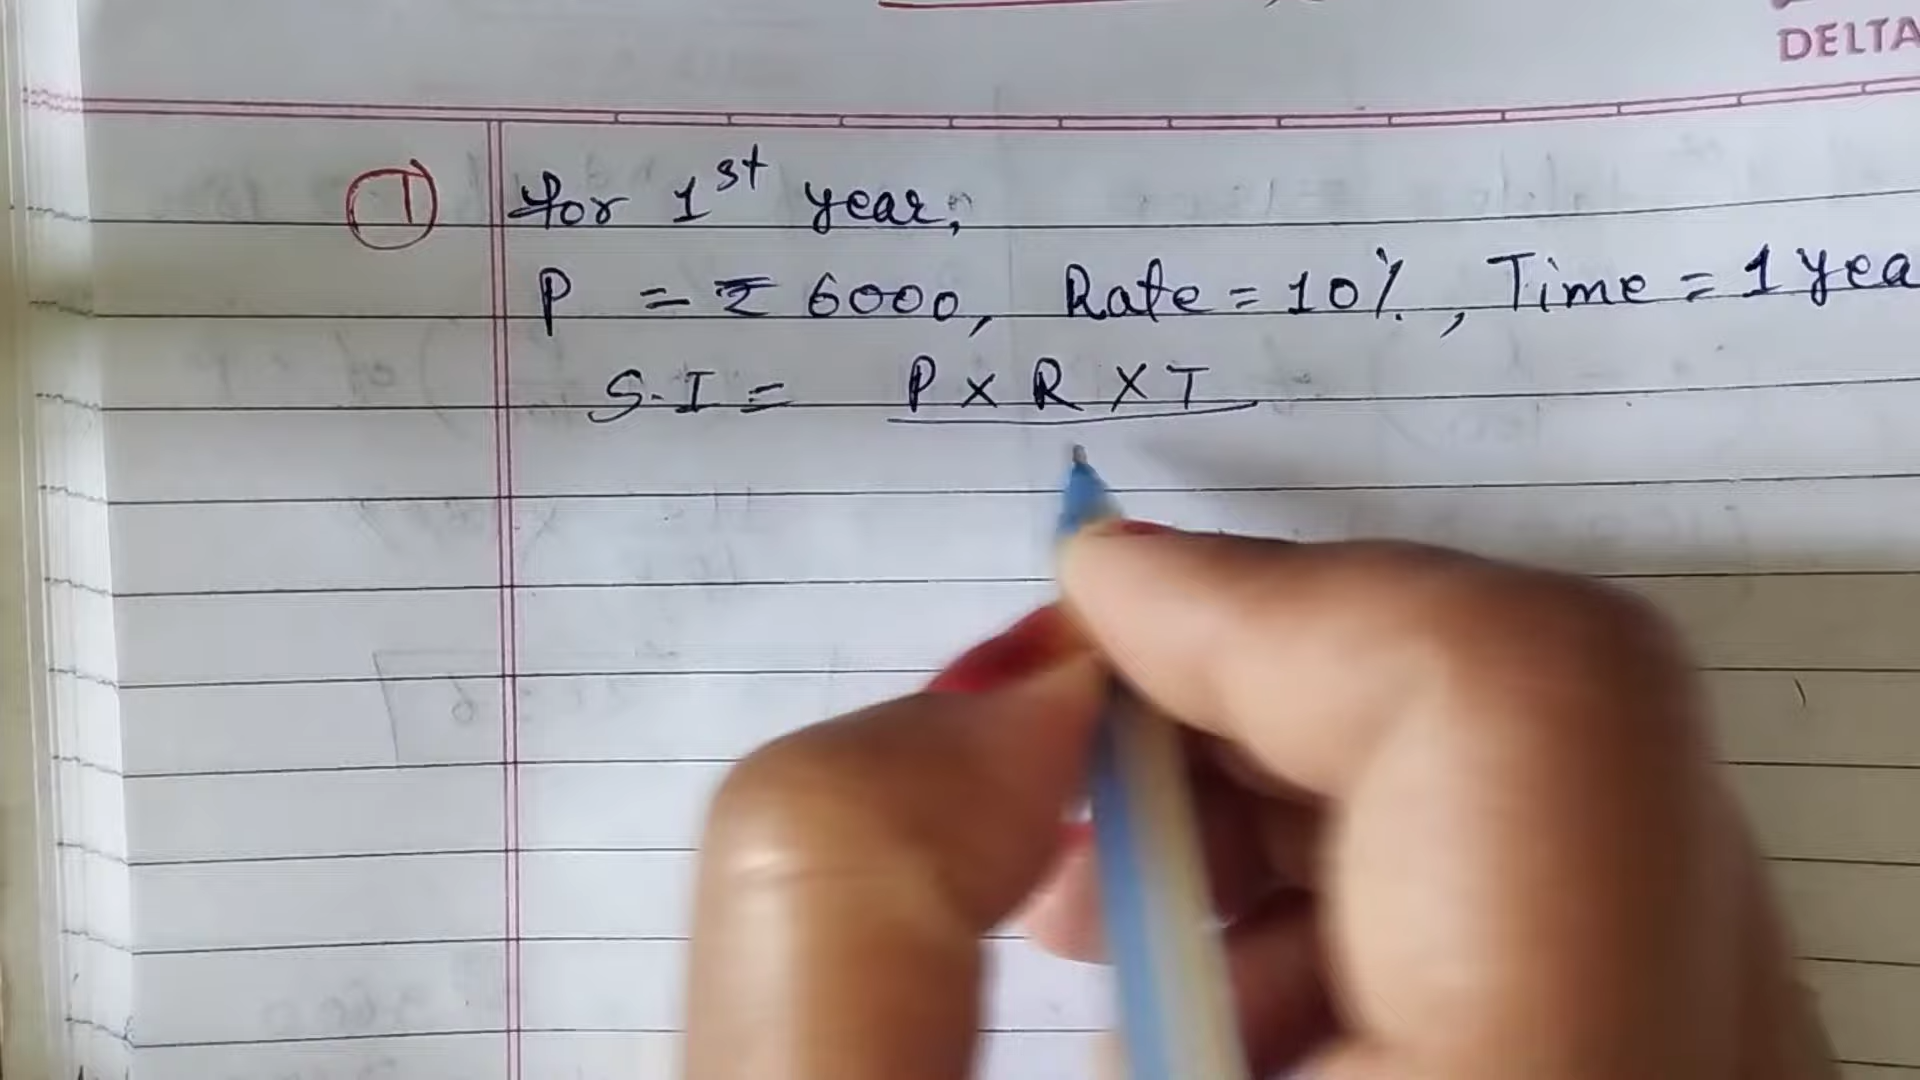 DELTA
1 for 1st year,
P = ₹ 6000, Rate = 10%, Time = 1 yea
S.I = P × R × T